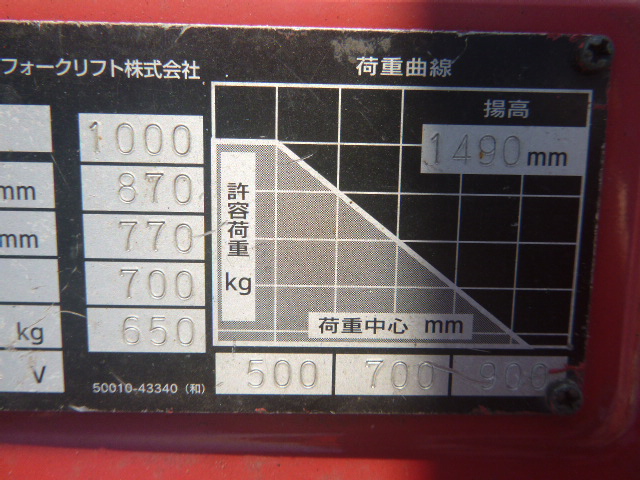 フォークリフト株式会社
荷重曲線
揚高
1490mm
1000
mm 870
mm 770
700
kg 650
V
許容荷重
kg
荷重中心 mm
500 700 900
50010-43340 (和)